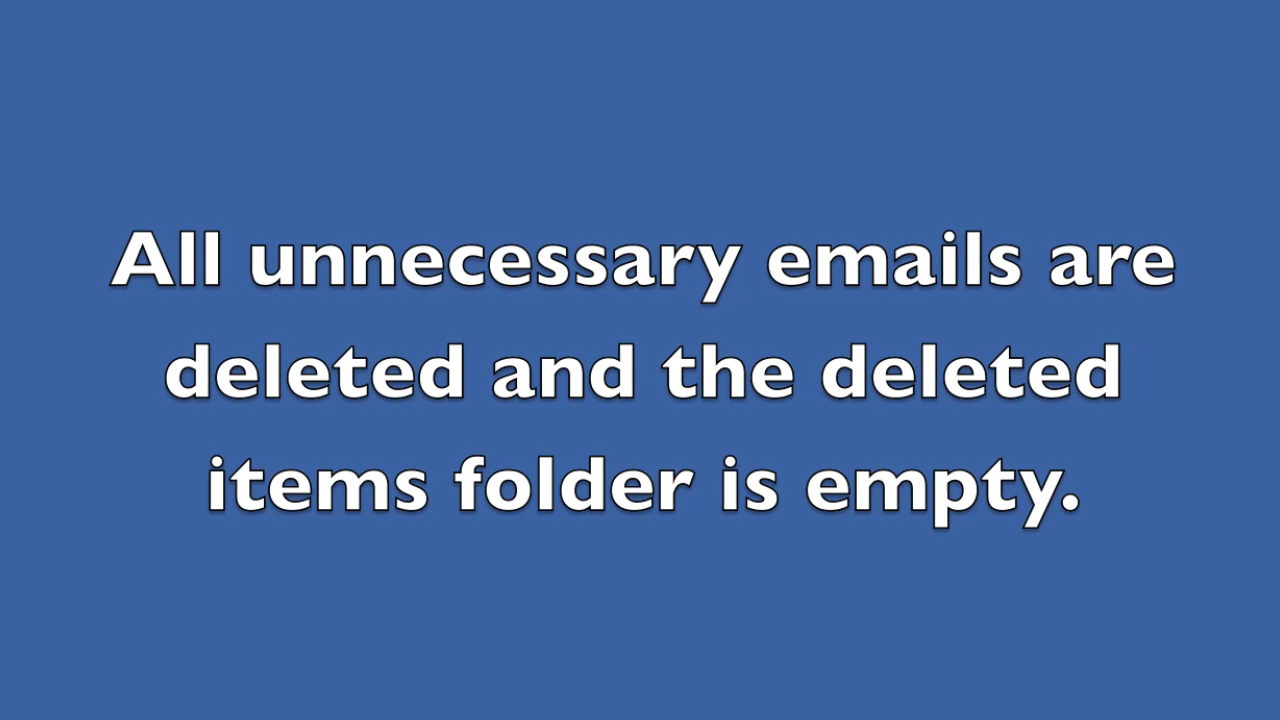 All unnecessary emails are
deleted and the deleted
items folder is empty.